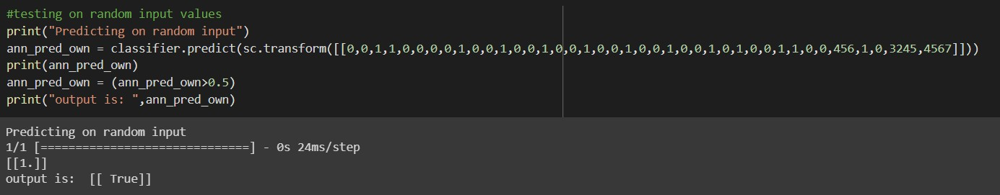 #testing on random input values
print("Predicting on random input")
ann_pred_own = classifier.predict(sc.transform([[0,0,1,1,0,0,0,0,1,0,0,1,0,0,1,0,0,1,0,0,1,0,0,1,0,0,1,0,1,0,0,1,1,0,0,456,1,0,3245,4567]]))
print(ann_pred_own)
ann_pred_own = (ann_pred_own>0.5)
print("output is: ",ann_pred_own)
Predicting on random input
1/1 [==============================] - 0s 24ms/step
[[1.]]
output is:  [[ True]]